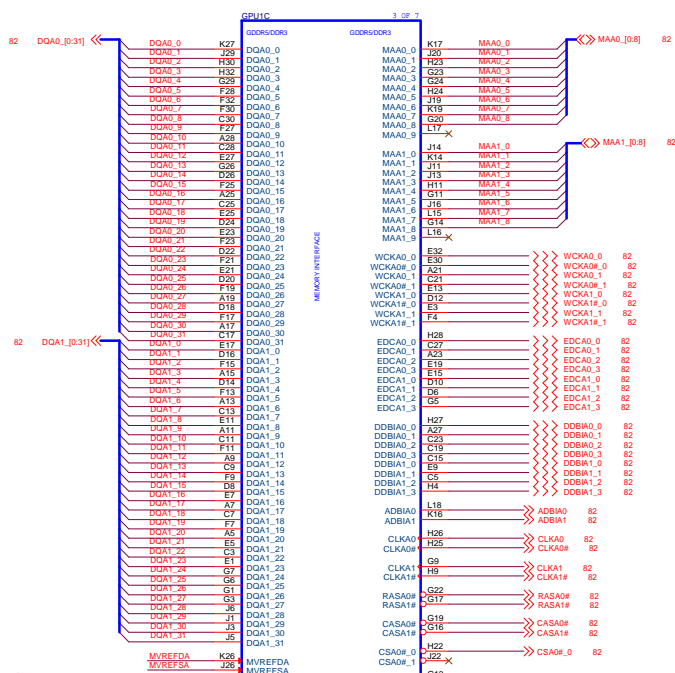 GPU1C
3 OF 7
GDDR5/DDR3 GDDR5/DDR3
MEMORY INTERFACE
82 DQA0_[0:31]
DQA0_0 K27 DQA0_0
DQA0_1 J29 DQA0_1
DQA0_2 H30 DQA0_2
DQA0_3 H32 DQA0_3
DQA0_4 G29 DQA0_4
DQA0_5 F28 DQA0_5
DQA0_6 F32 DQA0_6
DQA0_7 F30 DQA0_7
DQA0_8 C30 DQA0_8
DQA0_9 F27 DQA0_9
DQA0_10 A28 DQA0_10
DQA0_11 C28 DQA0_11
DQA0_12 E27 DQA0_12
DQA0_13 G26 DQA0_13
DQA0_14 D26 DQA0_14
DQA0_15 F25 DQA0_15
DQA0_16 A25 DQA0_16
DQA0_17 C25 DQA0_17
DQA0_18 E25 DQA0_18
DQA0_19 D24 DQA0_19
DQA0_20 E23 DQA0_20
DQA0_21 F23 DQA0_21
DQA0_22 D22 DQA0_22
DQA0_23 F21 DQA0_23
DQA0_24 E21 DQA0_24
DQA0_25 D20 DQA0_25
DQA0_26 F19 DQA0_26
DQA0_27 A19 DQA0_27
DQA0_28 D18 DQA0_28
DQA0_29 F17 DQA0_29
DQA0_30 A17 DQA0_30
DQA0_31 C17 DQA0_31
82 DQA1_[0:31]
DQA1_0 E17 DQA1_0
DQA1_1 D16 DQA1_1
DQA1_2 F15 DQA1_2
DQA1_3 A15 DQA1_3
DQA1_4 D14 DQA1_4
DQA1_5 F13 DQA1_5
DQA1_6 A13 DQA1_6
DQA1_7 C13 DQA1_7
DQA1_8 E11 DQA1_8
DQA1_9 A11 DQA1_9
DQA1_10 C11 DQA1_10
DQA1_11 F11 DQA1_11
DQA1_12 A9 DQA1_12
DQA1_13 C9 DQA1_13
DQA1_14 F9 DQA1_14
DQA1_15 D8 DQA1_15
DQA1_16 E7 DQA1_16
DQA1_17 A7 DQA1_17
DQA1_18 C7 DQA1_18
DQA1_19 F7 DQA1_19
DQA1_20 A5 DQA1_20
DQA1_21 E5 DQA1_21
DQA1_22 C3 DQA1_22
DQA1_23 E1 DQA1_23
DQA1_24 G7 DQA1_24
DQA1_25 G6 DQA1_25
DQA1_26 G1 DQA1_26
DQA1_27 G3 DQA1_27
DQA1_28 J6 DQA1_28
DQA1_29 J1 DQA1_29
DQA1_30 J3 DQA1_30
DQA1_31 J5 DQA1_31
MVREFDA K26 MVREFDA
MVREFSA J26 MVREFSA
MAA0_0 K17 MAA0_0
MAA0_1 J20 MAA0_1
MAA0_2 H23 MAA0_2
MAA0_3 G23 MAA0_3
MAA0_4 G24 MAA0_4
MAA0_5 H24 MAA0_5
MAA0_6 J19 MAA0_6
MAA0_7 K19 MAA0_7
MAA0_8 G20 MAA0_8
MAA0_9 L17
MAA0_[0:8] 82
MAA1_0 J14 MAA1_0
MAA1_1 K14 MAA1_1
MAA1_2 J11 MAA1_2
MAA1_3 J13 MAA1_3
MAA1_4 H11 MAA1_4
MAA1_5 G11 MAA1_5
MAA1_6 J16 MAA1_6
MAA1_7 L15 MAA1_7
MAA1_8 G14 MAA1_8
MAA1_9 L16
MAA1_[0:8] 82
WCKA0_0 E32 WCKA0_0 82
WCKA0#_0 E30 WCKA0#_0 82
WCKA0_1 A21 WCKA0_1 82
WCKA0#_1 C21 WCKA0#_1 82
WCKA1_0 E13 WCKA1_0 82
WCKA1#_0 D12 WCKA1#_0 82
WCKA1_1 E3 WCKA1_1 82
WCKA1#_1 F4 WCKA1#_1 82
EDCA0_0 H28 EDCA0_0 82
EDCA0_1 C27 EDCA0_1 82
EDCA0_2 A23 EDCA0_2 82
EDCA0_3 E19 EDCA0_3 82
EDCA1_0 E15 EDCA1_0 82
EDCA1_1 D10 EDCA1_1 82
EDCA1_2 D6 EDCA1_2 82
EDCA1_3 G5 EDCA1_3 82
DDBIA0_0 H27 DDBIA0_0 82
DDBIA0_1 A27 DDBIA0_1 82
DDBIA0_2 C23 DDBIA0_2 82
DDBIA0_3 C19 DDBIA0_3 82
DDBIA1_0 C15 DDBIA1_0 82
DDBIA1_1 E9 DDBIA1_1 82
DDBIA1_2 C5 DDBIA1_2 82
DDBIA1_3 H4 DDBIA1_3 82
ADBIA0 L18 ADBIA0 82
ADBIA1 K16 ADBIA1 82
CLKA0 H26 CLKA0 82
CLKA0# H25 CLKA0# 82
CLKA1 G9 CLKA1 82
CLKA1# H9 CLKA1# 82
RASA0# G22 RASA0# 82
RASA1# G17 RASA1# 82
CASA0# G19 CASA0# 82
CASA1# G16 CASA1# 82
CSA0#_0 H22 CSA0#_0 82
CSA0#_1 J22